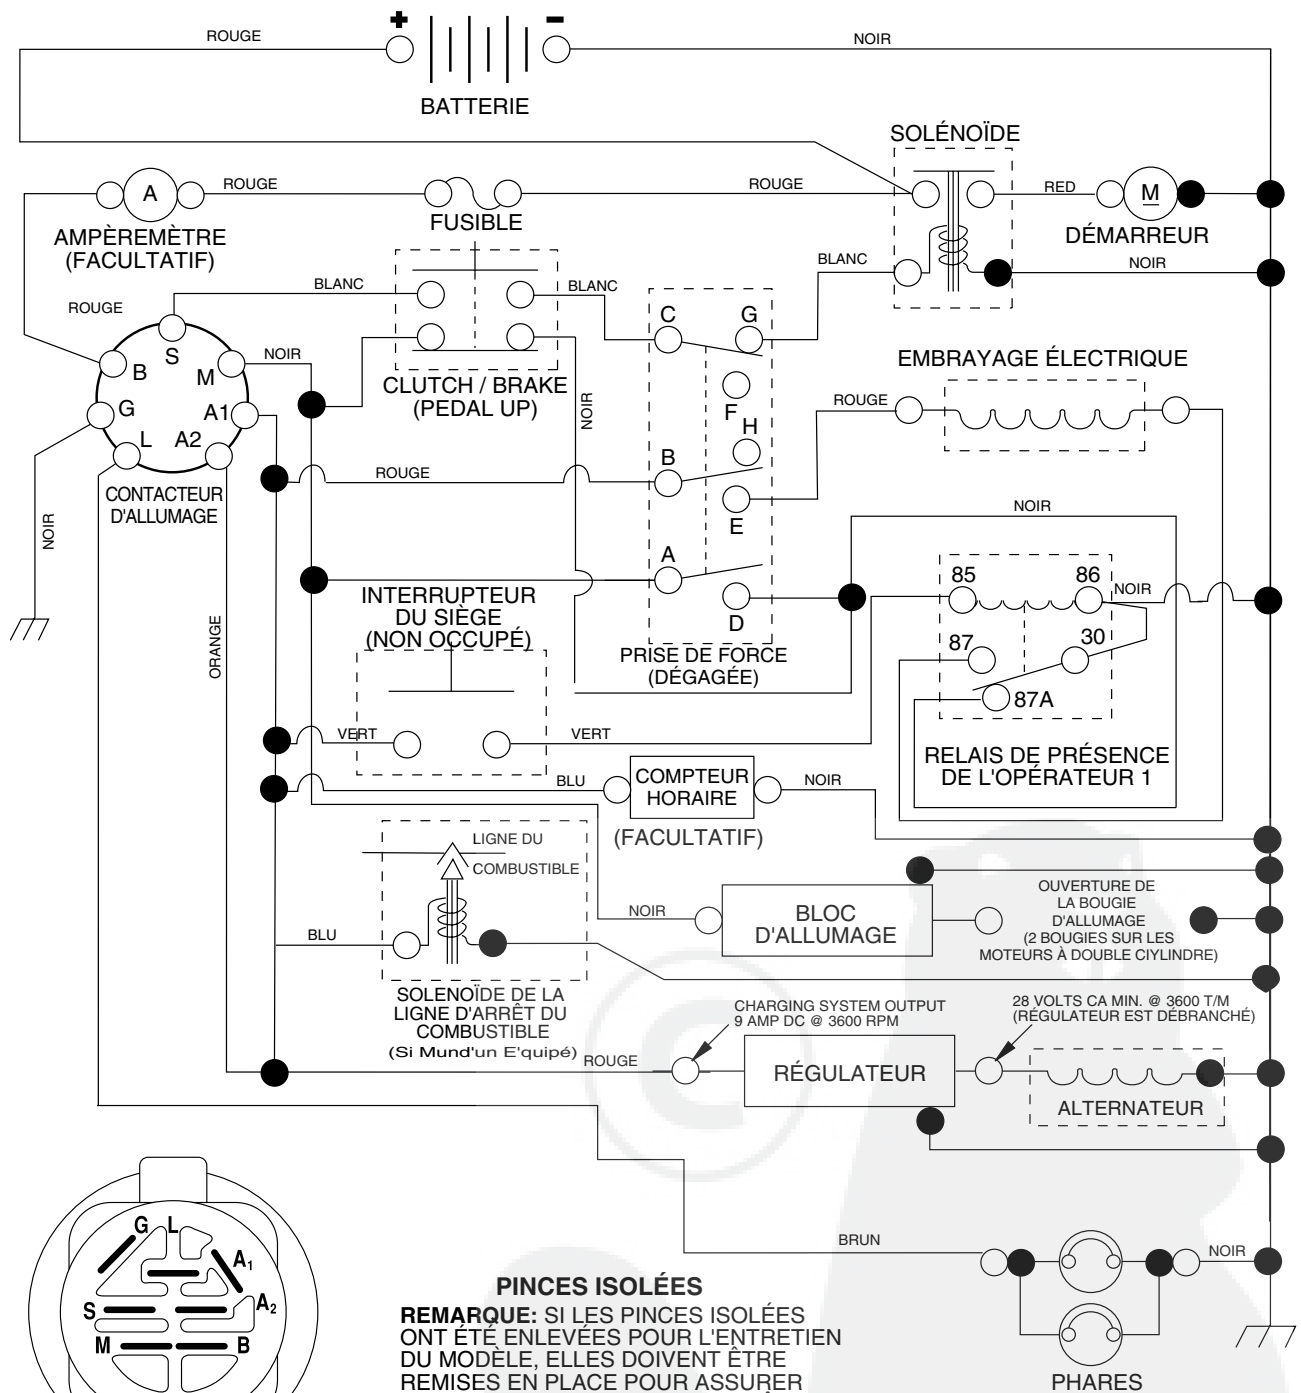 + -
ROUGE
NOIR
BATTERIE
SOLÉNOÏDE
A
ROUGE
ROUGE
RED
M
FUSIBLE
AMPÈREMÈTRE
(FACULTATIF)
DÉMARREUR
BLANC
NOIR
BLANC
BLANC
ROUGE
C G
S
NOIR
B
M
CLUTCH / BRAKE
(PEDAL UP)
EMBRAYAGE ÉLECTRIQUE
G
A1
NOIR
F
ROUGE
H
L A2
B
ROUGE
CONTACTEUR
D'ALLUMAGE
E
NOIR
NOIR
A
85 86
NOIR
INTERRUPTEUR
DU SIÈGE
(NON OCCUPÉ)
D
ORANGE
87 30
PRISE DE FORCE
(DÉGAGÉE)
87A
VERT
VERT
RELAIS DE PRÉSENCE
DE L'OPÉRATEUR 1
BLU
COMPTEUR
HORAIRE
NOIR
(FACULTATIF)
LIGNE DU
COMBUSTIBLE
NOIR
BLOC
D'ALLUMAGE
OUVERTURE DE
LA BOUGIE
D'ALLUMAGE
(2 BOUGIES SUR LES
MOTEURS À DOUBLE CIYLINDRE)
BLU
SOLENOÏDE DE LA
LIGNE D'ARRÊT DU
COMBUSTIBLE
(Si Mund'un E'quipé)
CHARGING SYSTEM OUTPUT
9 AMP DC @ 3600 RPM
28 VOLTS CA MIN. @ 3600 T/M
(RÉGULATEUR EST DÉBRANCHÉ)
ROUGE
RÉGULATEUR
ALTERNATEUR
©
BRUN
NOIR
G L
A1
S A2
M B
PHARES
PINCES ISOLÉES
REMARQUE: SI LES PINCES ISOLÉES
ONT ÉTÉ ENLEVÉES POUR L'ENTRETIEN
DU MODÈLE, ELLES DOIVENT ÊTRE
REMISES EN PLACE POUR ASSURER